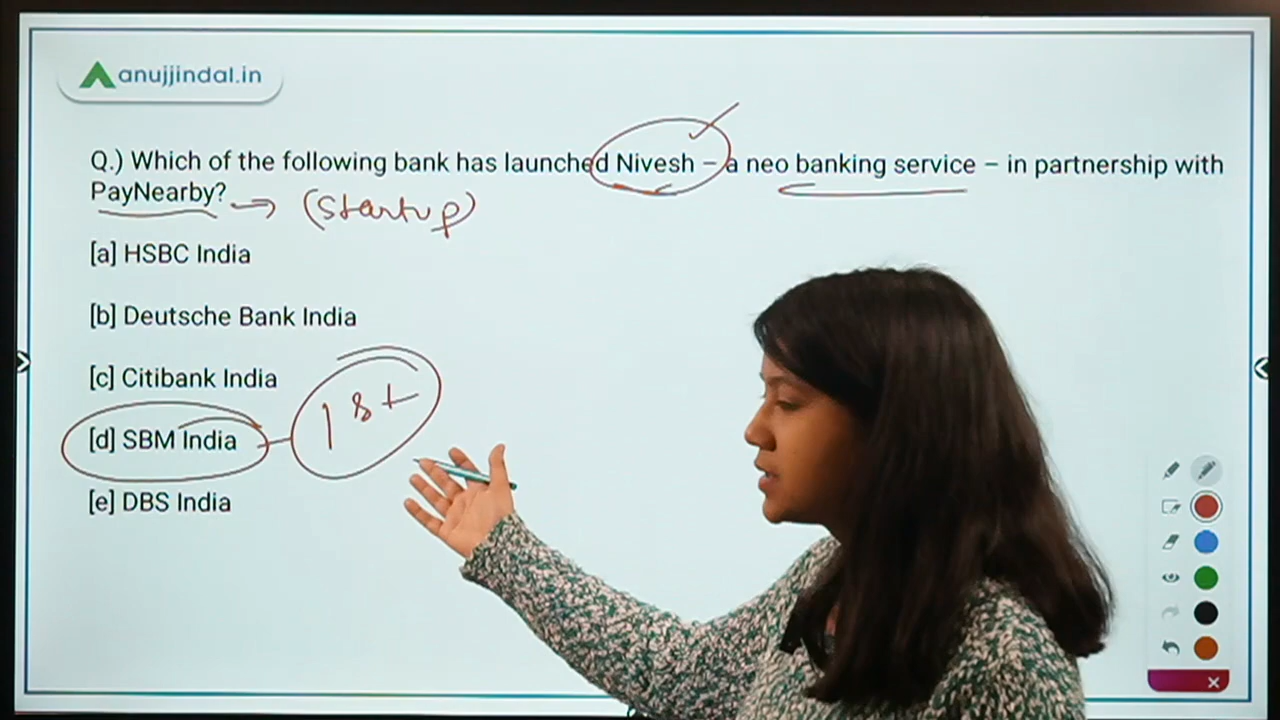 anujjindal.in
Q.) Which of the following bank has launched Nivesh – a neo banking service – in partnership with
PayNearby? → (Startup)
[a] HSBC India
[b] Deutsche Bank India
[c] Citibank India
[d] SBM India – 1st
[e] DBS India